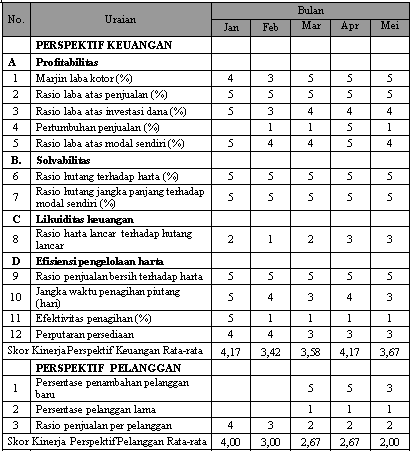 No. Uraian Bulan
Jan Feb Mar Apr Mei
PERSPEKTIF KEUANGAN
A Profitabilitas
1 Marjin laba kotor (%) 4 3 5 5 5
2 Rasio laba atas penjualan (%) 5 5 5 5 5
3 Rasio laba atas investasi dana (%) 5 3 4 4 4
4 Pertumbuhan penjualan (%) 1 1 5 1
5 Rasio laba atas modal sendiri (%) 5 4 4 5 4
B. Solvabilitas
6 Rasio hutang terhadap harta (%) 5 5 5 5 5
7 Rasio hutang jangka panjang terhadap
modal sendiri (%) 5 5 5 5 5
C Likuiditas keuangan
8 Rasio harta lancar terhadap hutang
lancar 2 1 2 3 3
D Efisiensi pengelolaan harta
9 Rasio penjualan bersih terhadap harta 5 5 5 5 5
10 Jangka waktu penagihan piutang
(hari) 5 4 3 4 3
11 Efektivitas penagihan (%) 5 1 1 1 1
12 Perputaran persediaan 4 4 3 3 3
Skor Kinerja Perspektif Keuangan Rata-rata 4,17 3,42 3,58 4,17 3,67
PERSPEKTIF PELANGGAN
1 Persentase penambahan pelanggan
baru 5 5 3
2 Persentase pelanggan lama 1 1 1
3 Rasio penjualan per pelanggan 4 3 2 2 2
Skor Kinerja Perspektif Pelanggan Rata-rata 4,00 3,00 2,67 2,67 2,00